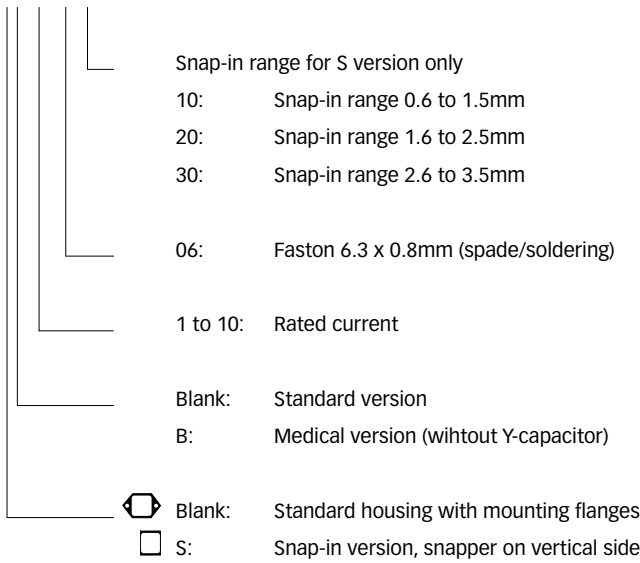 Snap-in range for S version only
10: Snap-in range 0.6 to 1.5mm
20: Snap-in range 1.6 to 2.5mm
30: Snap-in range 2.6 to 3.5mm
06: Faston 6.3 x 0.8mm (spade/soldering)
1 to 10: Rated current
Blank: Standard version
B: Medical version (wihtout Y-capacitor)
Blank: Standard housing with mounting flanges
S: Snap-in version, snapper on vertical side